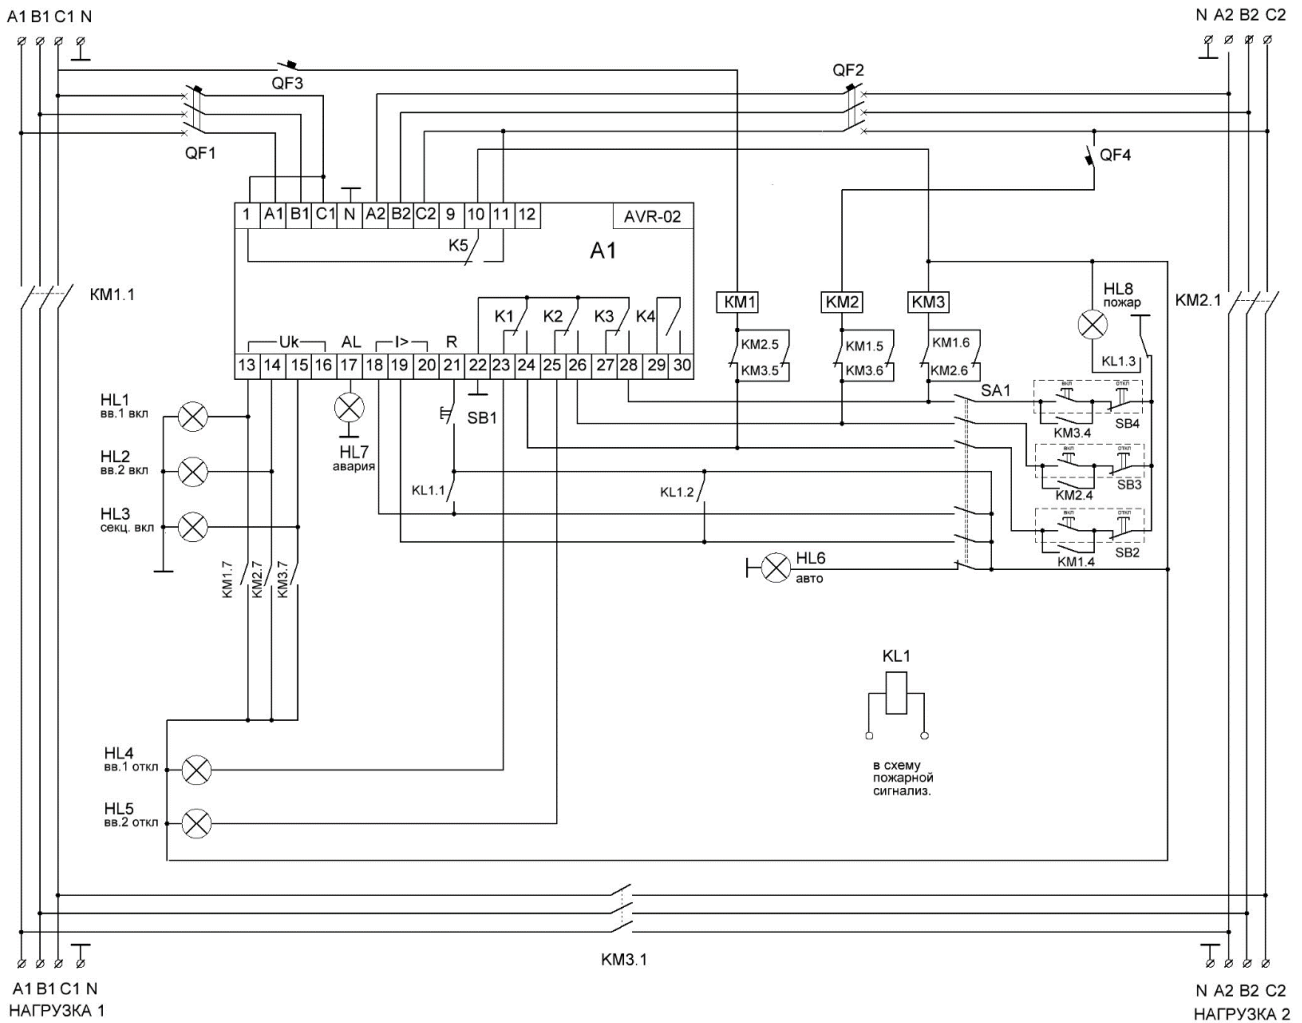 A1 B1 C1 N
N A2 B2 C2
QF3
QF2
QF1
QF4
1 A1 B1 C1 N A2 B2 C2 9 10 11 12
AVR-02
K5
A1
KM1.1
KM1
KM2
KM3
HL8
пожар
KM2.1
K1
K2
K3
K4
Uk
AL
I>
R
KM2.5
KM3.5
KM1.5
KM3.6
KM1.6
KM2.6
KL1.3
13 14 15 16 17 18 19 20 21 22 23 24 25 26 27 28 29 30
SA1
HL1
вв.1 вкл
SB1
HL7
авария
вкл
откл
KM3.4
SB4
HL2
вв.2 вкл
KL1.1
KL1.2
вкл
откл
KM2.4
SB3
HL3
секц. вкл
вкл
откл
KM1.4
SB2
HL6
авто
KM1.7
KM2.7
KM3.7
KL1
HL4
вв.1 откл
в схему
пожарной
сигнализ.
HL5
вв.2 откл
KM3.1
A1 B1 C1 N
НАГРУЗКА 1
N A2 B2 C2
НАГРУЗКА 2